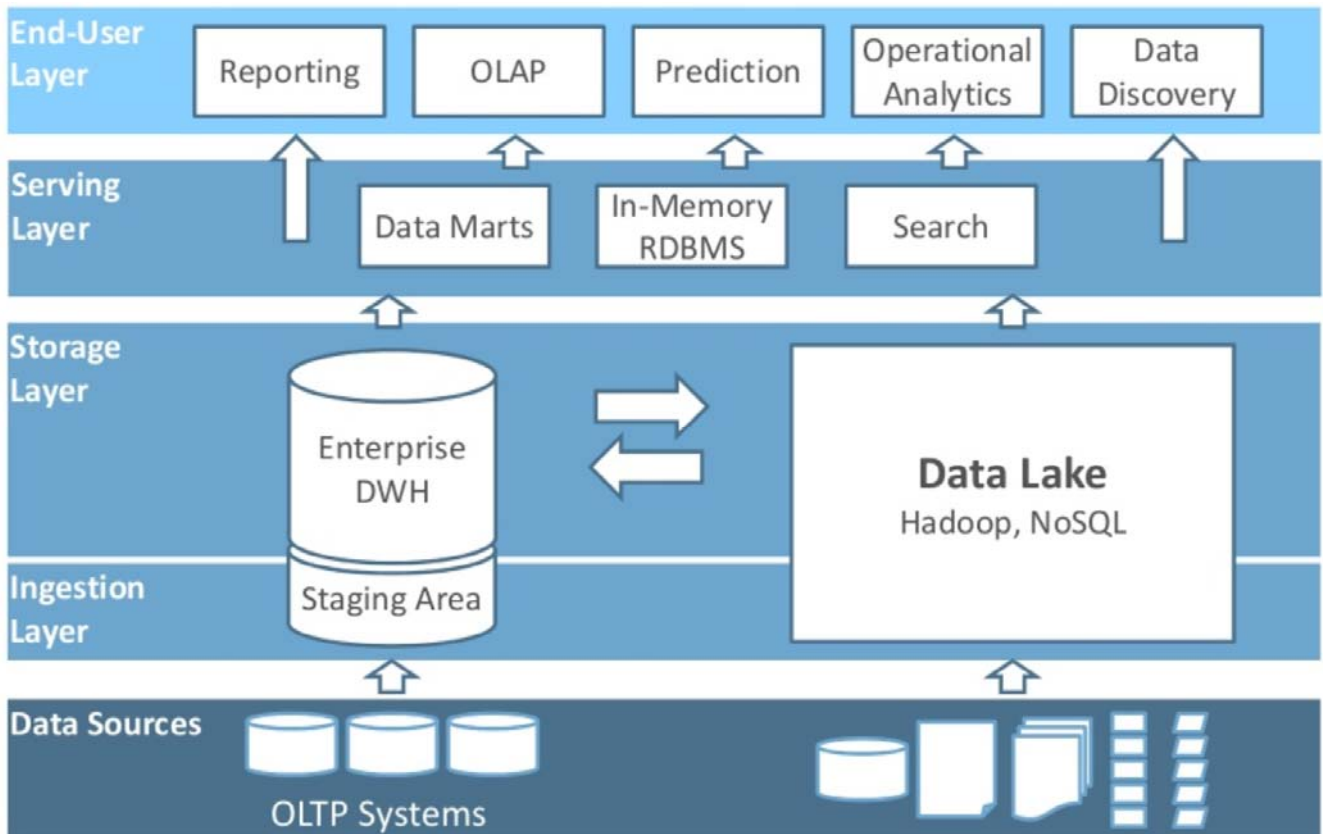 End-User
Layer
Reporting
OLAP
Prediction
Operational
Analytics
Data
Discovery
Serving
Layer
Data Marts
In-Memory
RDBMS
Search
Storage
Layer
Enterprise
DWH
Data Lake
Hadoop, NoSQL
Ingestion
Layer
Staging Area
Data Sources
OLTP Systems